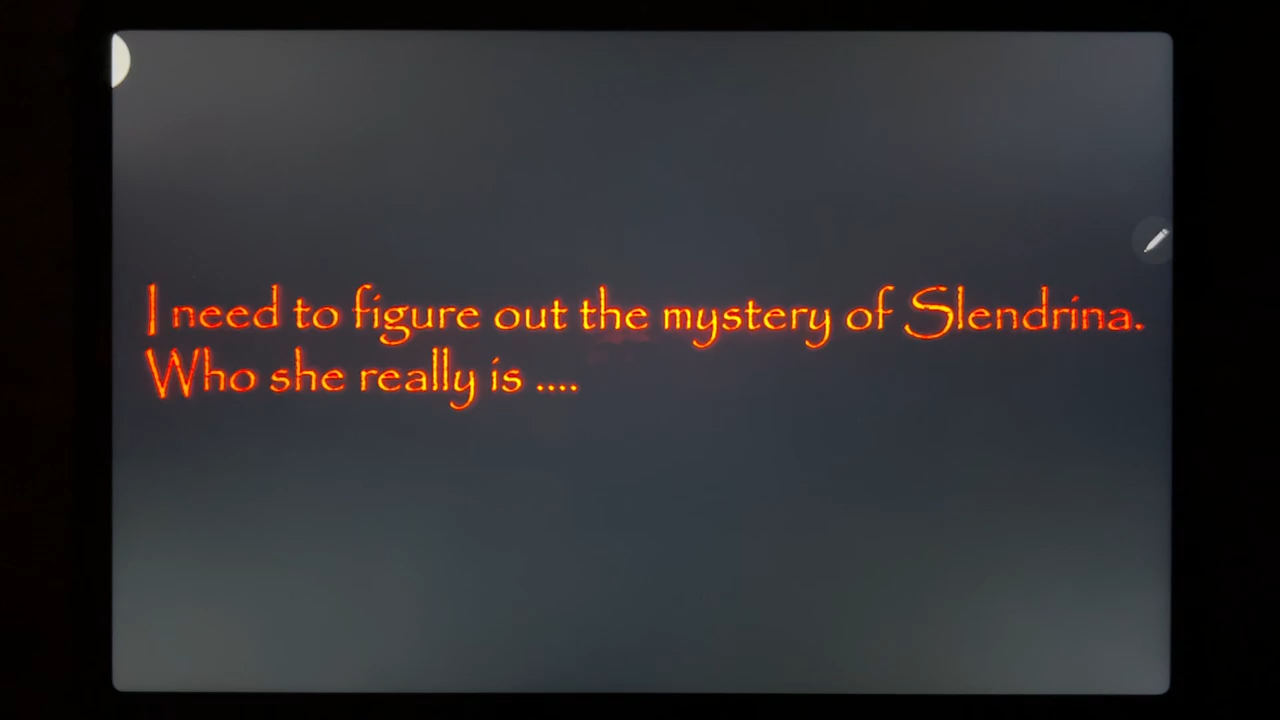 I need to figure out the mystery of Slendrina.
Who she really is ....